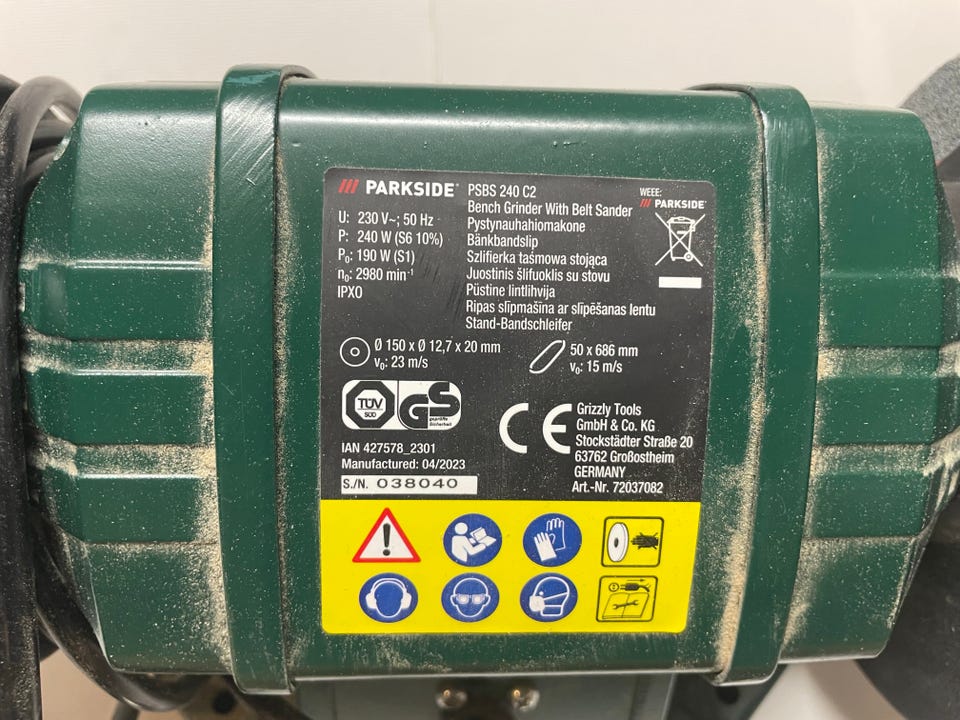 PARKSIDE®
U: 230 V~; 50 Hz
P: 240 W (S6 10%)
P₀: 190 W (S1)
n₀: 2980 min⁻¹
IPX0
PSBS 240 C2
Bench Grinder With Belt Sander
Pystynauhahiomakone
Bänkbandslip
Szlifierka taśmowa stojąca
Juostinis šlifuoklis su stovu
Püstine lintlihvija
Ripas slīpmašīna ar slīpēšanas lentu
Stand-Bandschleifer
WEEE:
PARKSIDE®
Ø 150 x Ø 12,7 x 20 mm
v₀: 23 m/s
50 x 686 mm
v₀: 15 m/s
TÜV
SÜD
GS
geprüfte
Sicherheit
CE
IAN 427578_2301
Manufactured: 04/2023
S./N. 038040
Grizzly Tools
GmbH & Co. KG
Stockstädter Straße 20
63762 Großostheim
GERMANY
Art.-Nr. 72037082